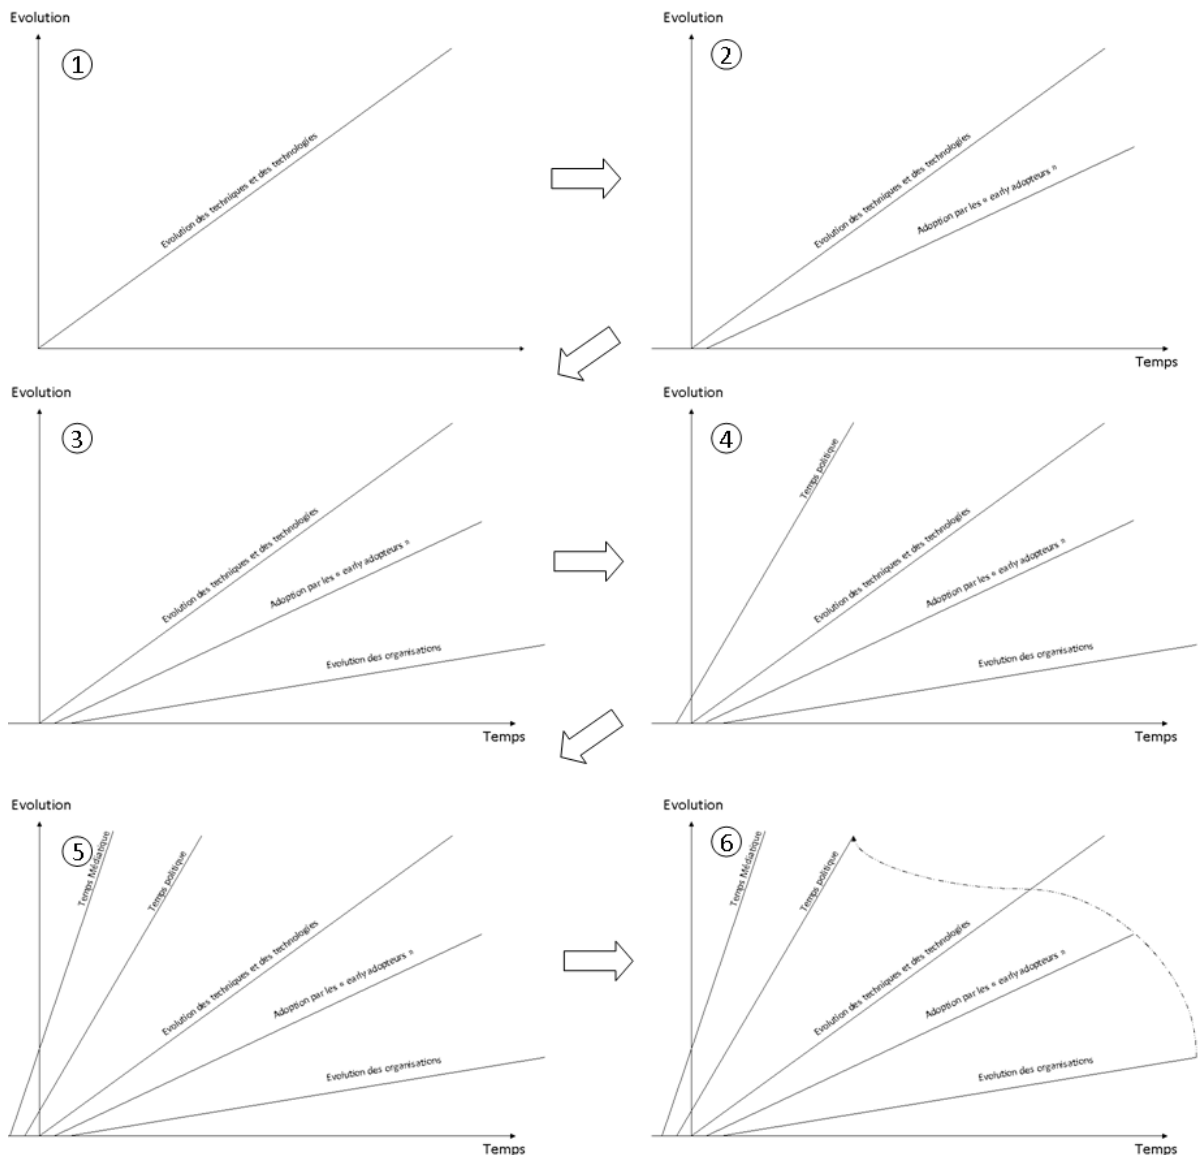 Evolution
①
Evolution des techniques et des technologies
Evolution
②
Evolution des techniques et des technologies
Adoption par les « early adopteurs »
Temps
Evolution
③
Evolution des techniques et des technologies
Adoption par les « early adopteurs »
Evolution des organisations
Temps
Evolution
④
Temps politique
Evolution des techniques et des technologies
Adoption par les « early adopteurs »
Evolution des organisations
Temps
Evolution
⑤
Temps Médiatique
Temps politique
Evolution des techniques et des technologies
Adoption par les « early adopteurs »
Evolution des organisations
Temps
Evolution
⑥
Temps Médiatique
Temps politique
Evolution des techniques et des technologies
Adoption par les « early adopteurs »
Evolution des organisations
Temps